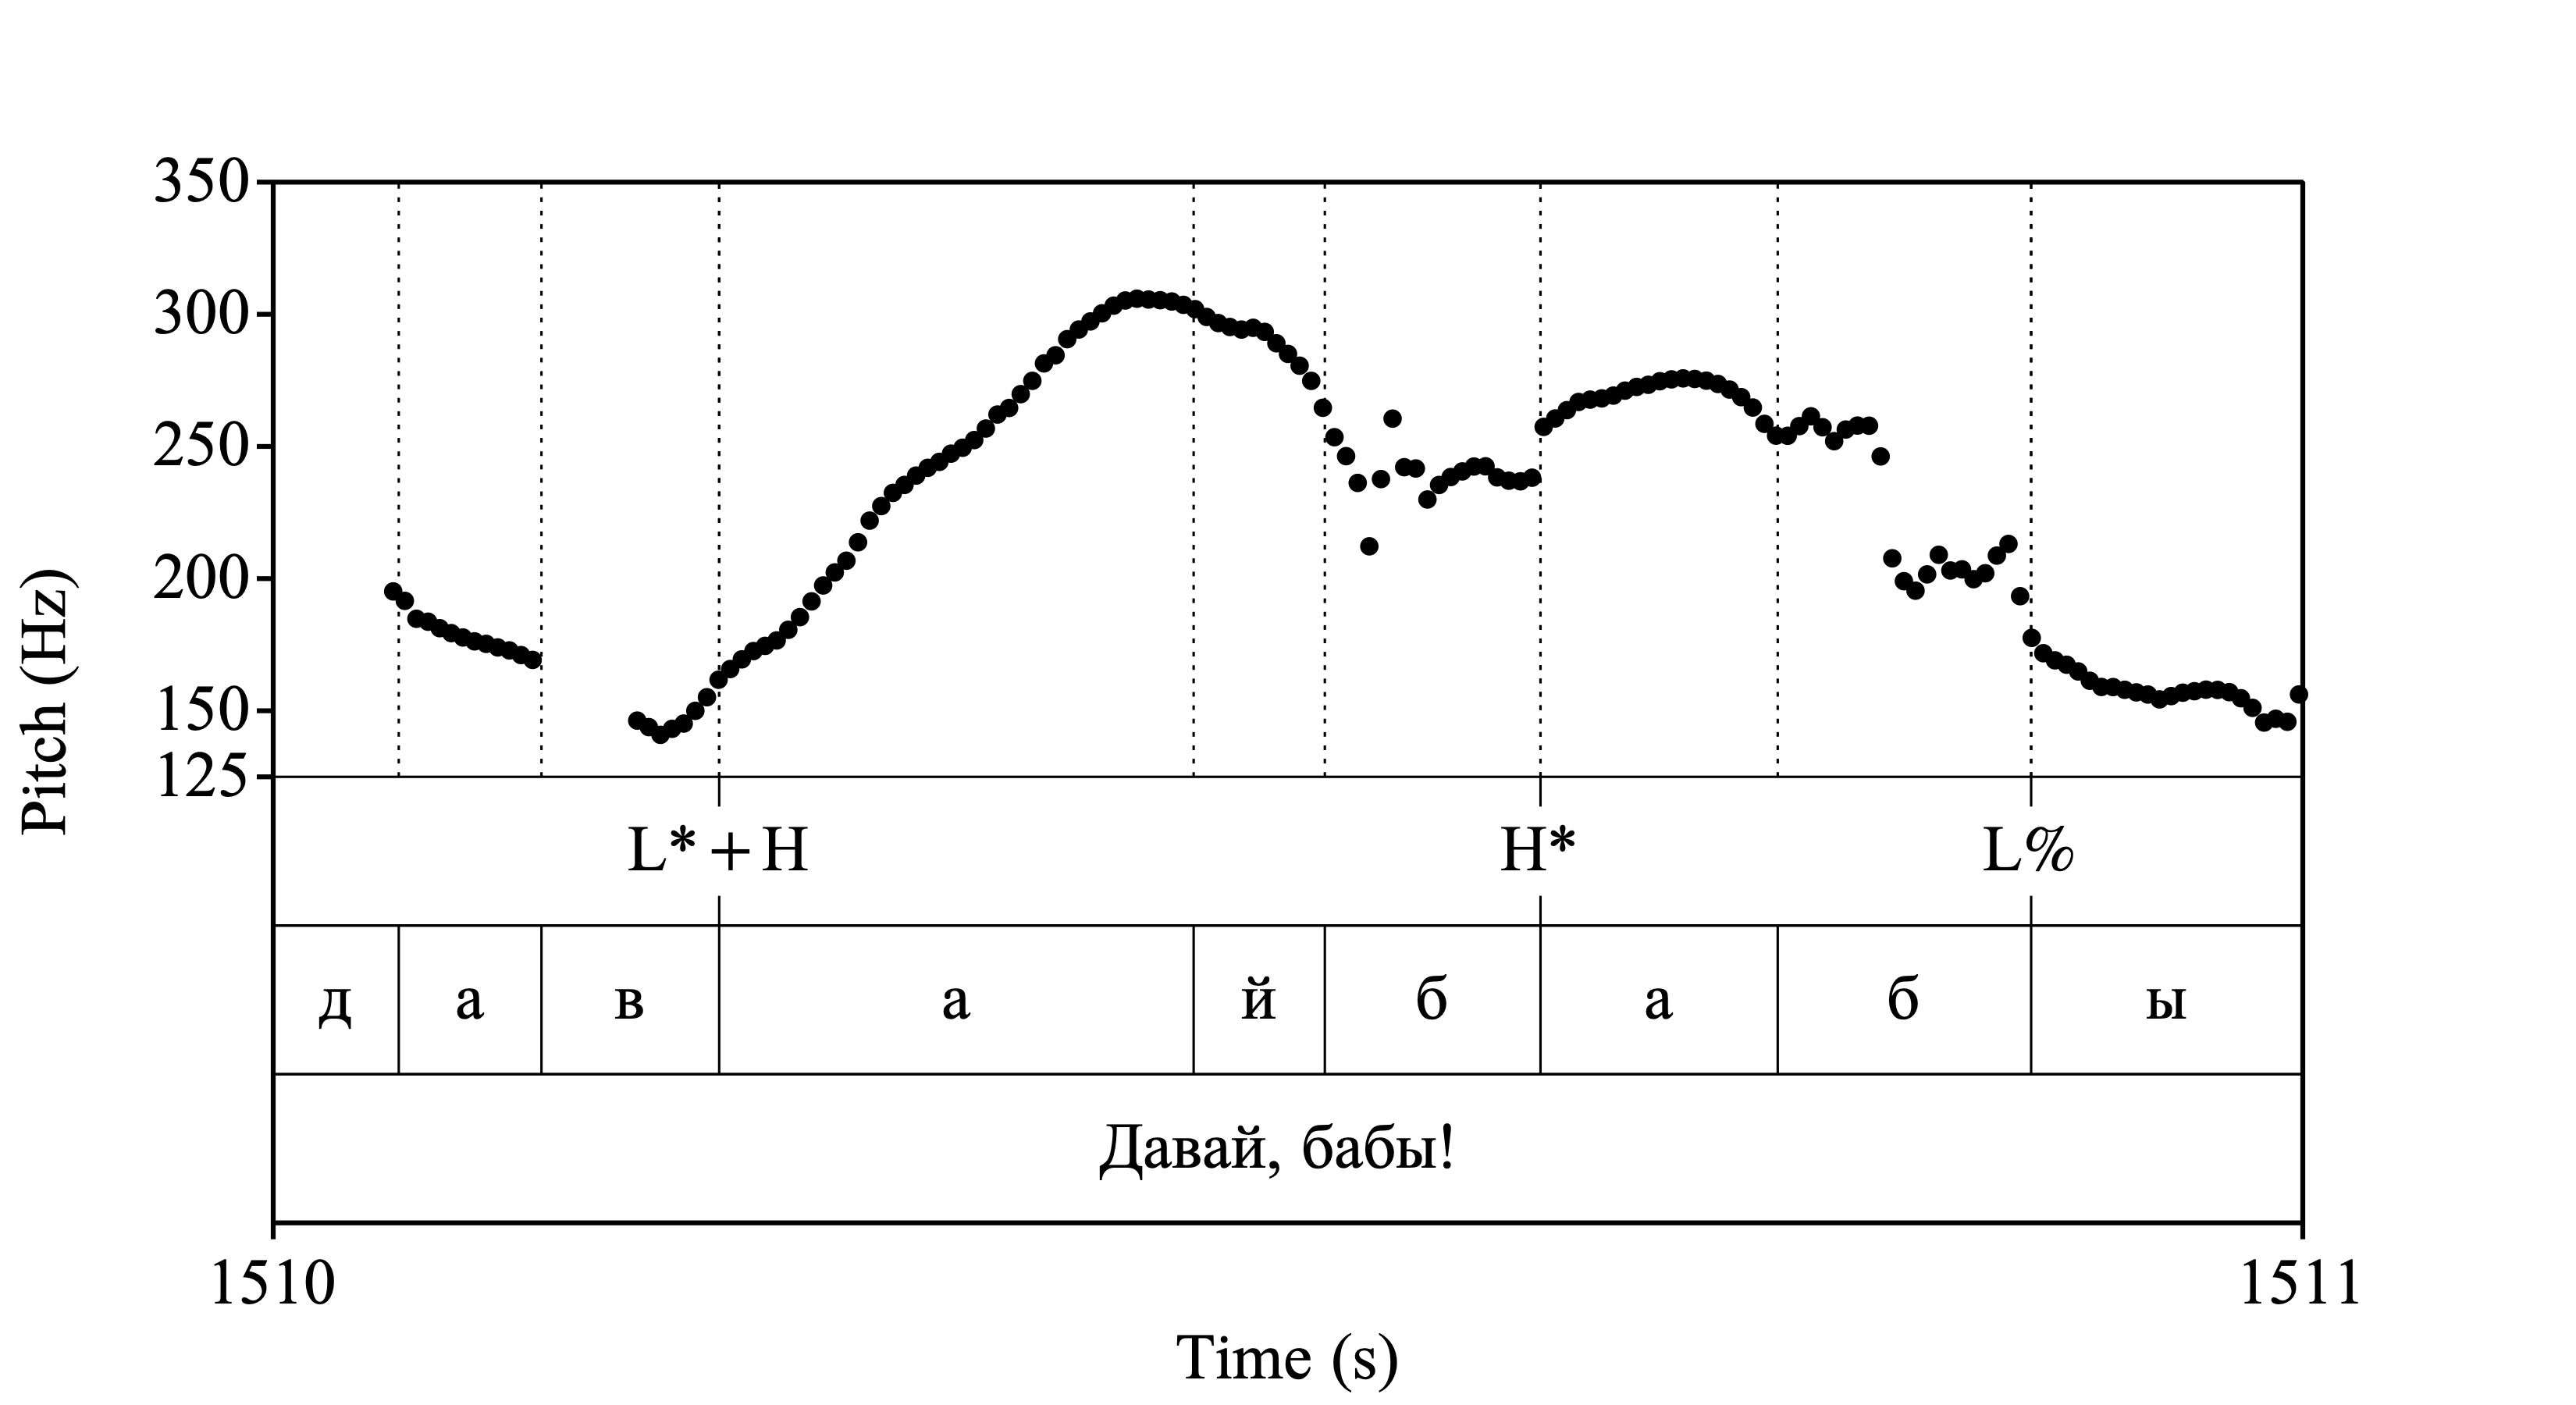 350
300
250
200
150
125
Pitch (Hz)
L*+H H* L%
д а в а й б а б ы
Давай, бабы!
1510 1511
Time (s)